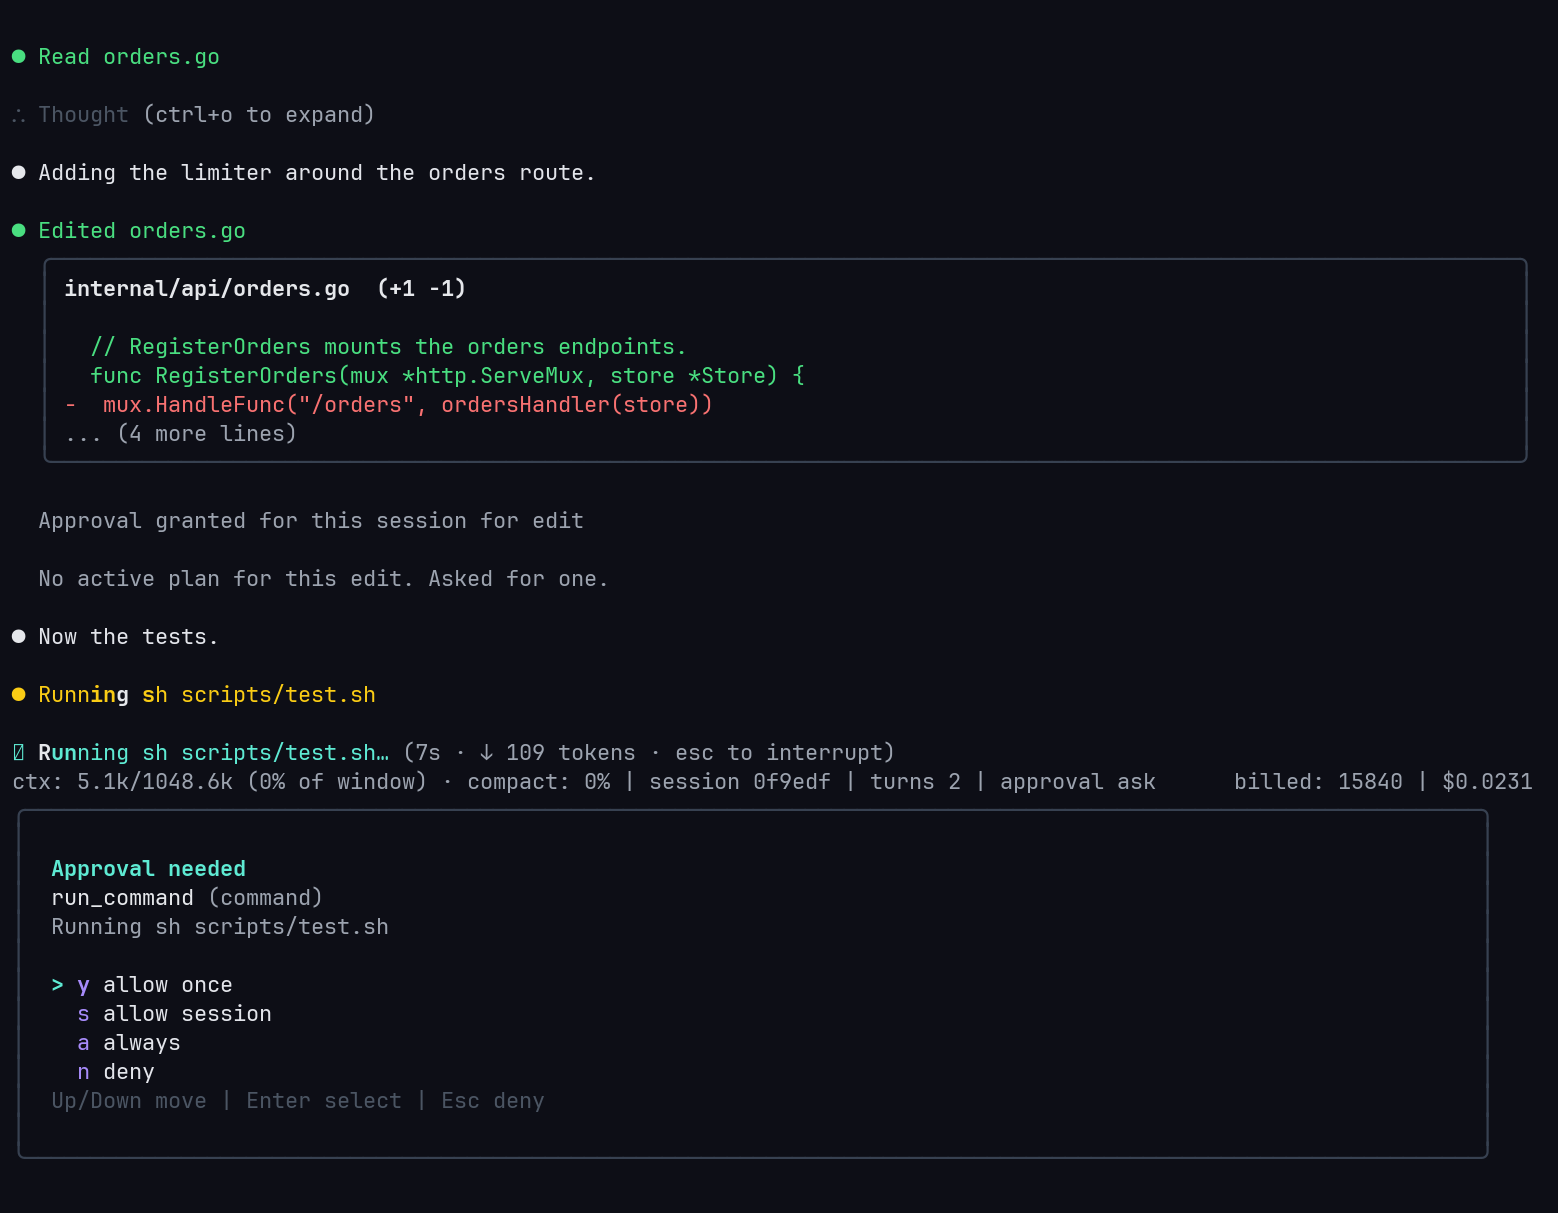 ● Read orders.go
∴ Thought (ctrl+o to expand)
● Adding the limiter around the orders route.
● Edited orders.go
internal/api/orders.go  (+1 -1)
  // RegisterOrders mounts the orders endpoints.
  func RegisterOrders(mux *http.ServeMux, store *Store) {
-  mux.HandleFunc("/orders", ordersHandler(store))
... (4 more lines)
Approval granted for this session for edit
No active plan for this edit. Asked for one.
● Now the tests.
● Running sh scripts/test.sh
Running sh scripts/test.sh… (7s · ↓ 109 tokens · esc to interrupt)
ctx: 5.1k/1048.6k (0% of window) · compact: 0% | session 0f9edf | turns 2 | approval ask      billed: 15840 | $0.0231
Approval needed
run_command (command)
Running sh scripts/test.sh
> y allow once
  s allow session
  a always
  n deny
Up/Down move | Enter select | Esc deny